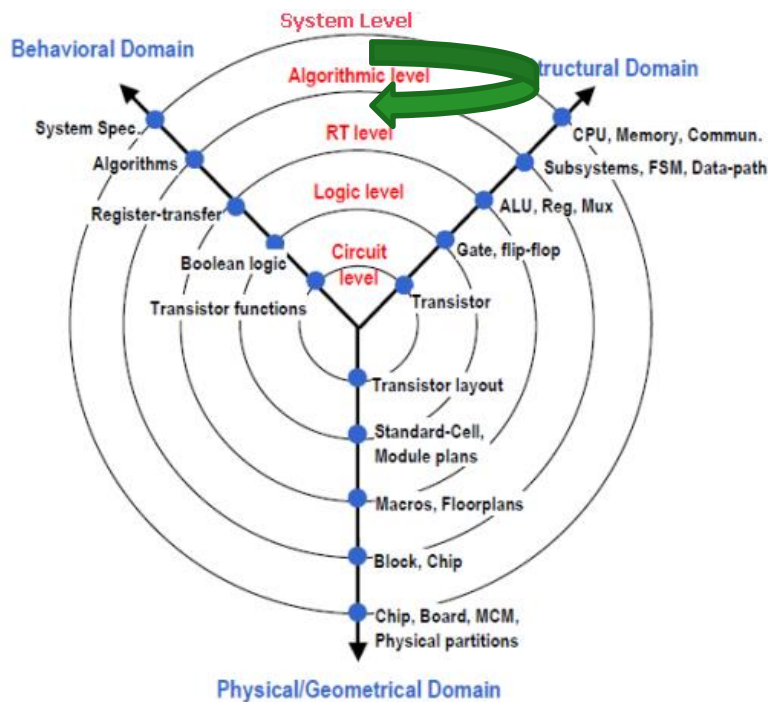 System Level
Behavioral Domain
Algorithmic level
tructural Domain
System Spec.
CPU, Memory, Commun.
Algorithms
RT level
Subsystems, FSM, Data-path
Register-transfer
Logic level
ALU, Reg, Mux
Boolean logic
Circuit
level
Gate, flip-flop
Transistor functions
Transistor
Transistor layout
Standard-Cell,
Module plans
Macros, Floorplans
Block, Chip
Chip, Board, MCM,
Physical partitions
Physical/Geometrical Domain